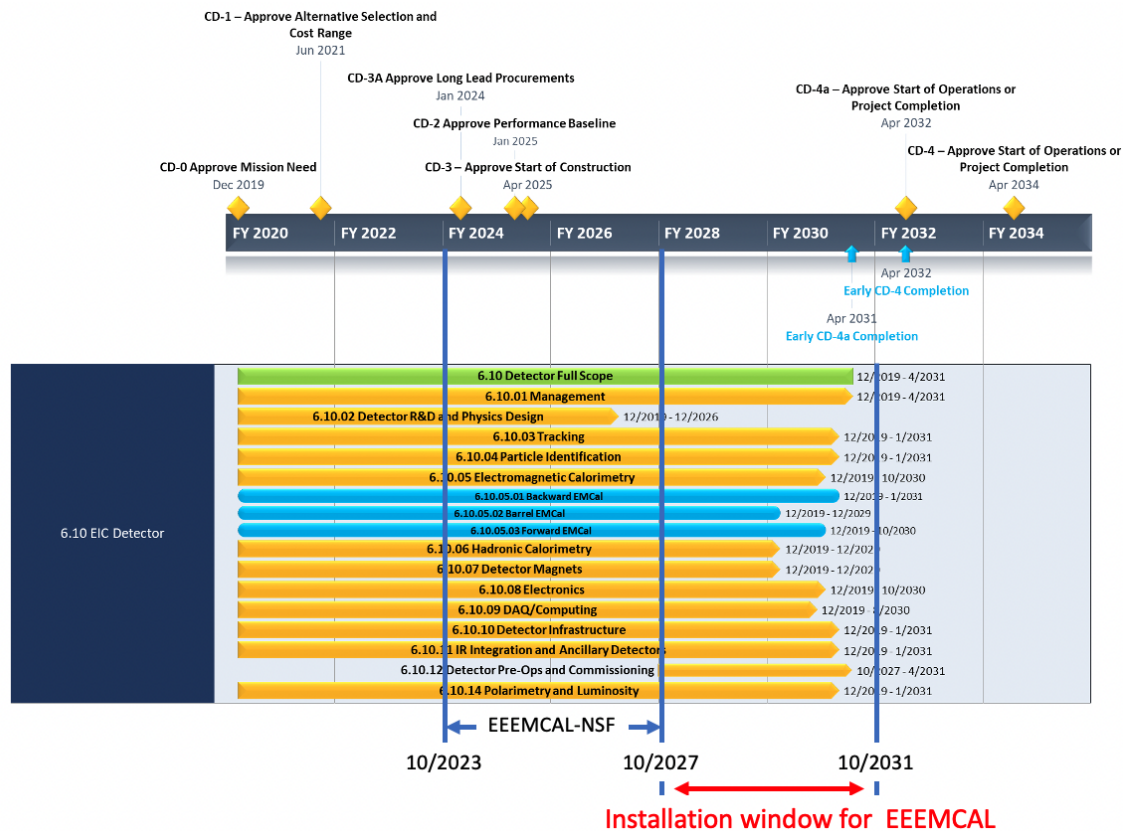 CD-1 – Approve Alternative Selection and
Cost Range
Jun 2021
CD-3A Approve Long Lead Procurements
Jan 2024
CD-4a – Approve Start of Operations or
Project Completion
Apr 2032
CD-2 Approve Performance Baseline
Jan 2025
CD-4 – Approve Start of Operations or
Project Completion
Apr 2034
CD-0 Approve Mission Need
Dec 2019
CD-3 – Approve Start of Construction
Apr 2025
FY 2020 FY 2022 FY 2024 FY 2026 FY 2028 FY 2030 FY 2032 FY 2034
Apr 2032
Early CD-4 Completion
Apr 2031
Early CD-4a Completion
6.10 EIC Detector
6.10 Detector Full Scope 12/2019 - 4/2031
6.10.01 Management 12/2019 - 4/2031
6.10.02 Detector R&D and Physics Design 12/2019 - 12/2026
6.10.03 Tracking 12/2019 - 1/2031
6.10.04 Particle Identification 12/2019 - 1/2031
6.10.05 Electromagnetic Calorimetry 12/2019 - 10/2030
6.10.05.01 Backward EMCal 12/2019 - 1/2031
6.10.05.02 Barrel EMCal 12/2019 - 12/2029
6.10.05.03 Forward EMCal 12/2019 - 10/2030
6.10.06 Hadronic Calorimetry 12/2019 - 12/2029
6.10.07 Detector Magnets 12/2019 - 12/2029
6.10.08 Electronics 12/2019 - 10/2030
6.10.09 DAQ/Computing 12/2019 - 8/2030
6.10.10 Detector Infrastructure 12/2019 - 1/2031
6.10.11 IR Integration and Ancillary Detectors 12/2019 - 1/2031
6.10.12 Detector Pre-Ops and Commissioning 10/2027 - 4/2031
6.10.14 Polarimetry and Luminosity 12/2019 - 1/2031
EEEMCAL-NSF
10/2023 10/2027 10/2031
Installation window for EEEMCAL